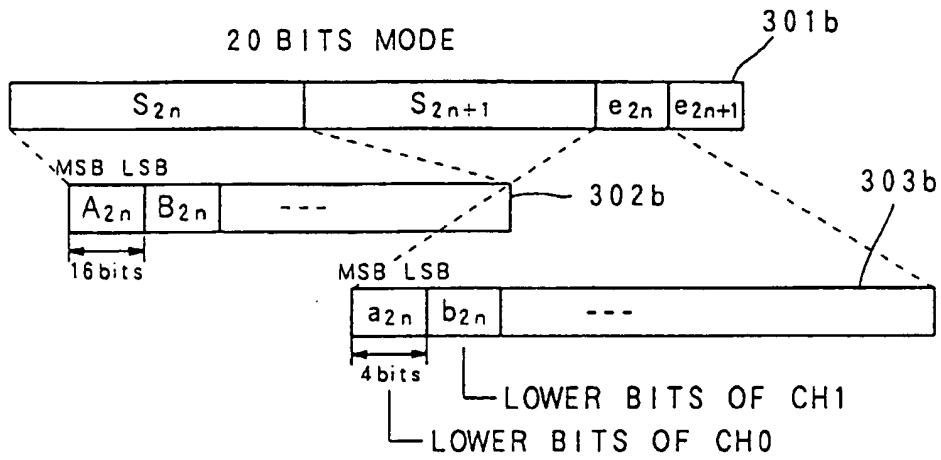 301b
20 BITS MODE
S2n S2n+1 e2n e2n+1
MSB LSB
A2n B2n --- 302b
303b
16bits
MSB LSB
a2n b2n ---
4bits
LOWER BITS OF CH1
LOWER BITS OF CH0